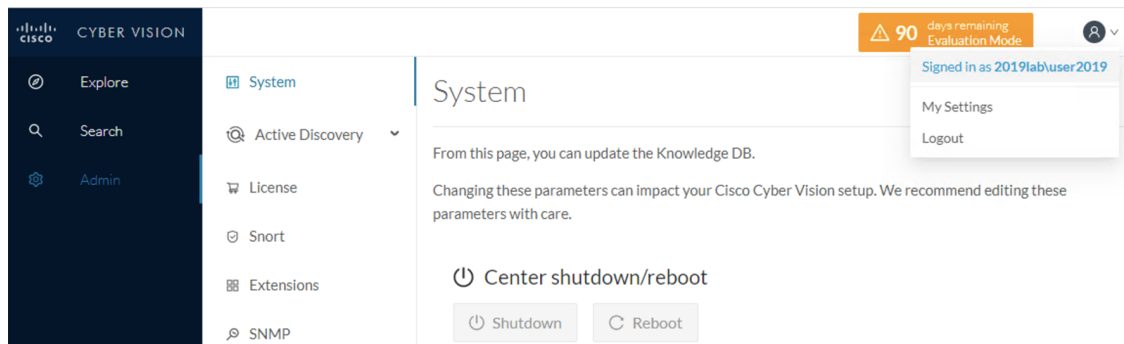 cisco CYBER VISION
90 days remaining
Evaluation Mode
Signed in as 2019lab\user2019
My Settings
Logout
Explore
Search
Admin
System
Active Discovery
License
Snort
Extensions
SNMP
System
From this page, you can update the Knowledge DB.
Changing these parameters can impact your Cisco Cyber Vision setup. We recommend editing these
parameters with care.
Center shutdown/reboot
Shutdown
Reboot